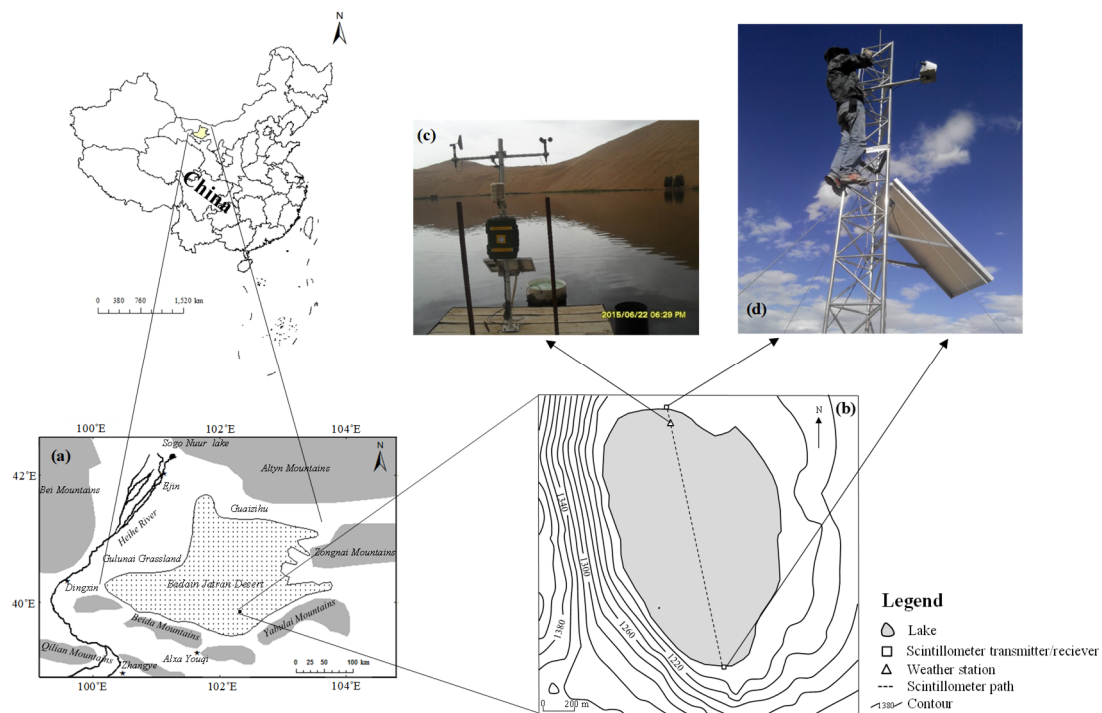 N
China
0 380 760 1,520 km
(c)
2015/06/22 06:29 PM
(d)
100°E 102°E 104°E
(a)
Sogo Nuur lake
N
Altyn Mountains
42°E
Bei Mountains
Ejin
Guaizihu
Heihe River
Gulunai Grassland
Zongnai Mountains
Dingxin
Badain Jaran Desert
40°E
Beida Mountains
Yabulai Mountains
Qilian Mountains
Alxa Youqi
Zhangye
0 25 50 100 km
100°E 102°E 104°E
(b)
N
1340
1300
1380
1260
1220
0 200 m
Legend
Lake
Scintillometer transmitter/reciever
Weather station
Scintillometer path
1380 Contour